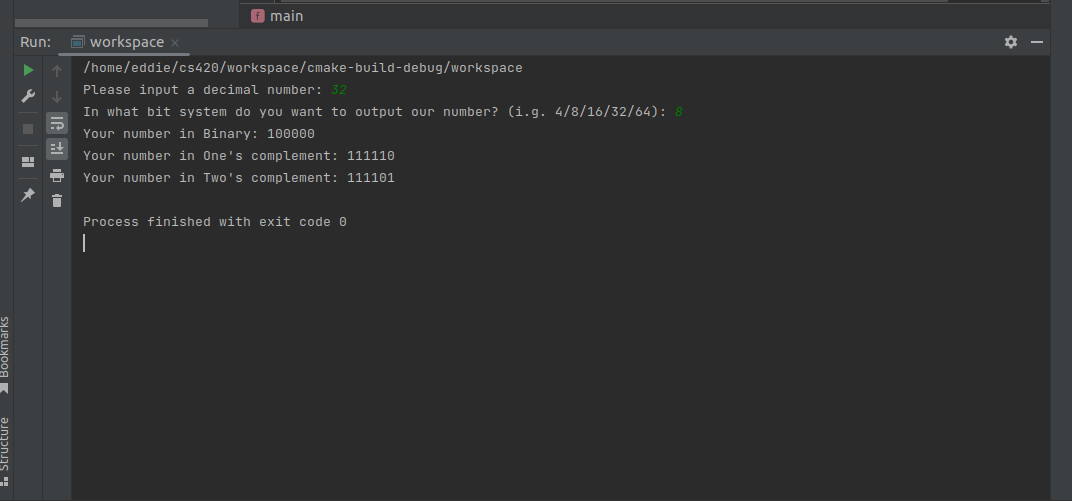 main
Run: workspace
/home/eddie/cs420/workspace/cmake-build-debug/workspace
Please input a decimal number: 32
In what bit system do you want to output our number? (i.g. 4/8/16/32/64): 8
Your number in Binary: 100000
Your number in One's complement: 111110
Your number in Two's complement: 111101
Process finished with exit code 0
Bookmarks
Structure